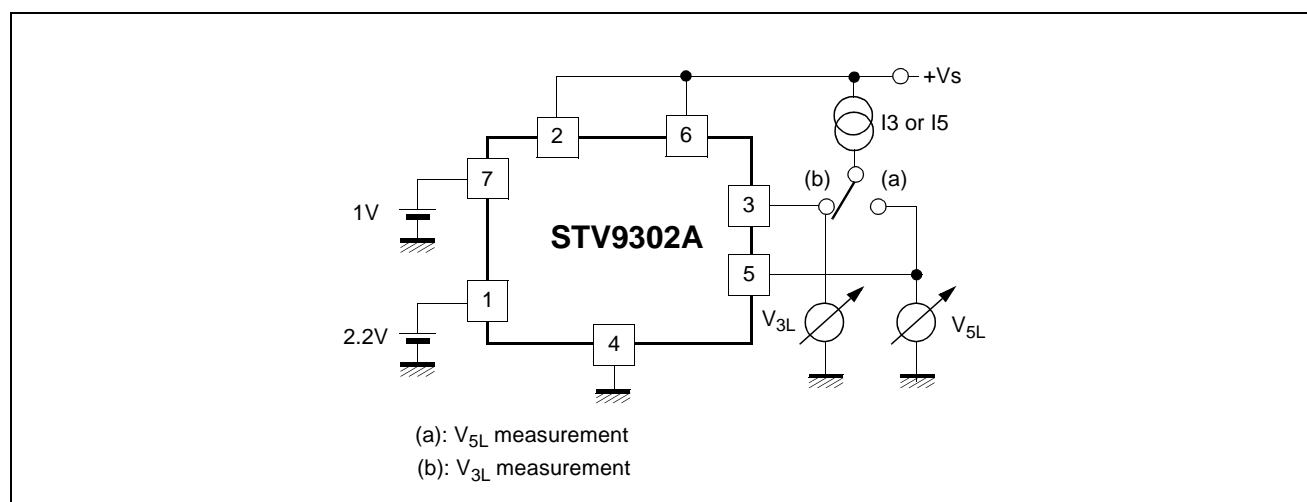 +Vs
I3 or I5
2
6
7
(b)
(a)
1V
3
STV9302A
5
1
V3L
V5L
2.2V
4
(a): V5L measurement
(b): V3L measurement